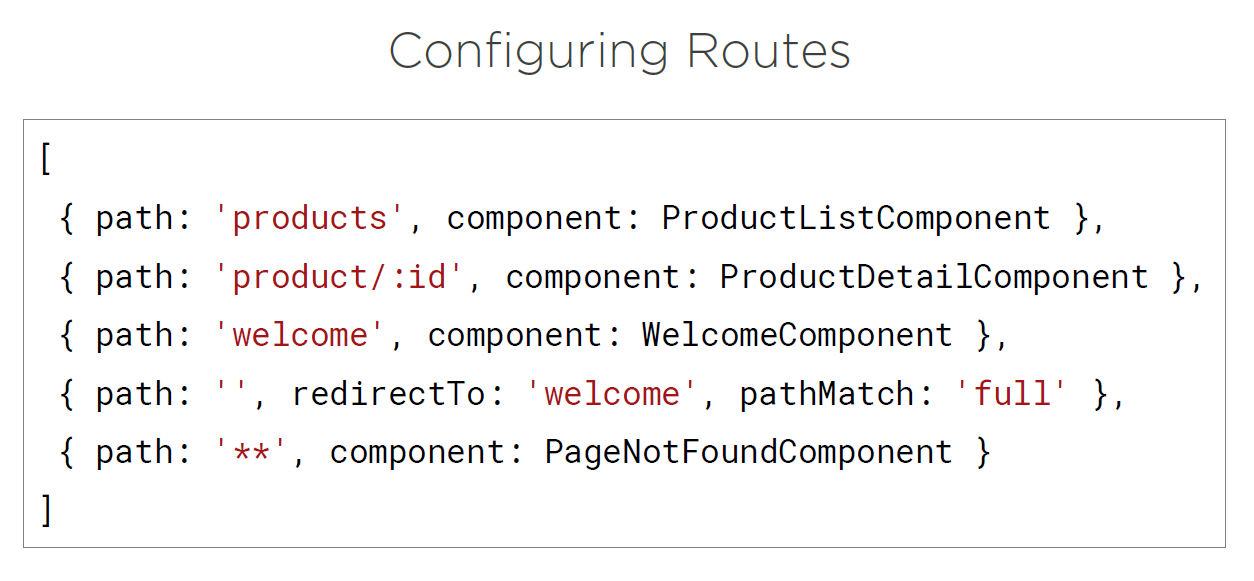 Configuring Routes
[
{ path: 'products', component: ProductListComponent },
{ path: 'product/:id', component: ProductDetailComponent },
{ path: 'welcome', component: WelcomeComponent },
{ path: '', redirectTo: 'welcome', pathMatch: 'full' },
{ path: '**', component: PageNotFoundComponent }
]